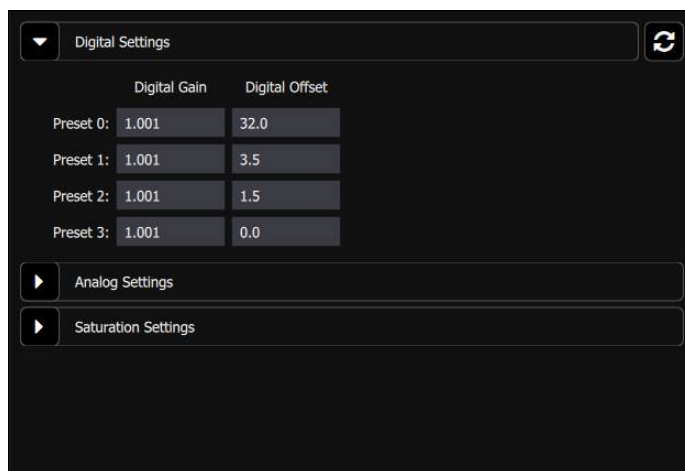 Digital Settings
Digital Gain Digital Offset
Preset 0: 1.001 32.0
Preset 1: 1.001 3.5
Preset 2: 1.001 1.5
Preset 3: 1.001 0.0
Analog Settings
Saturation Settings